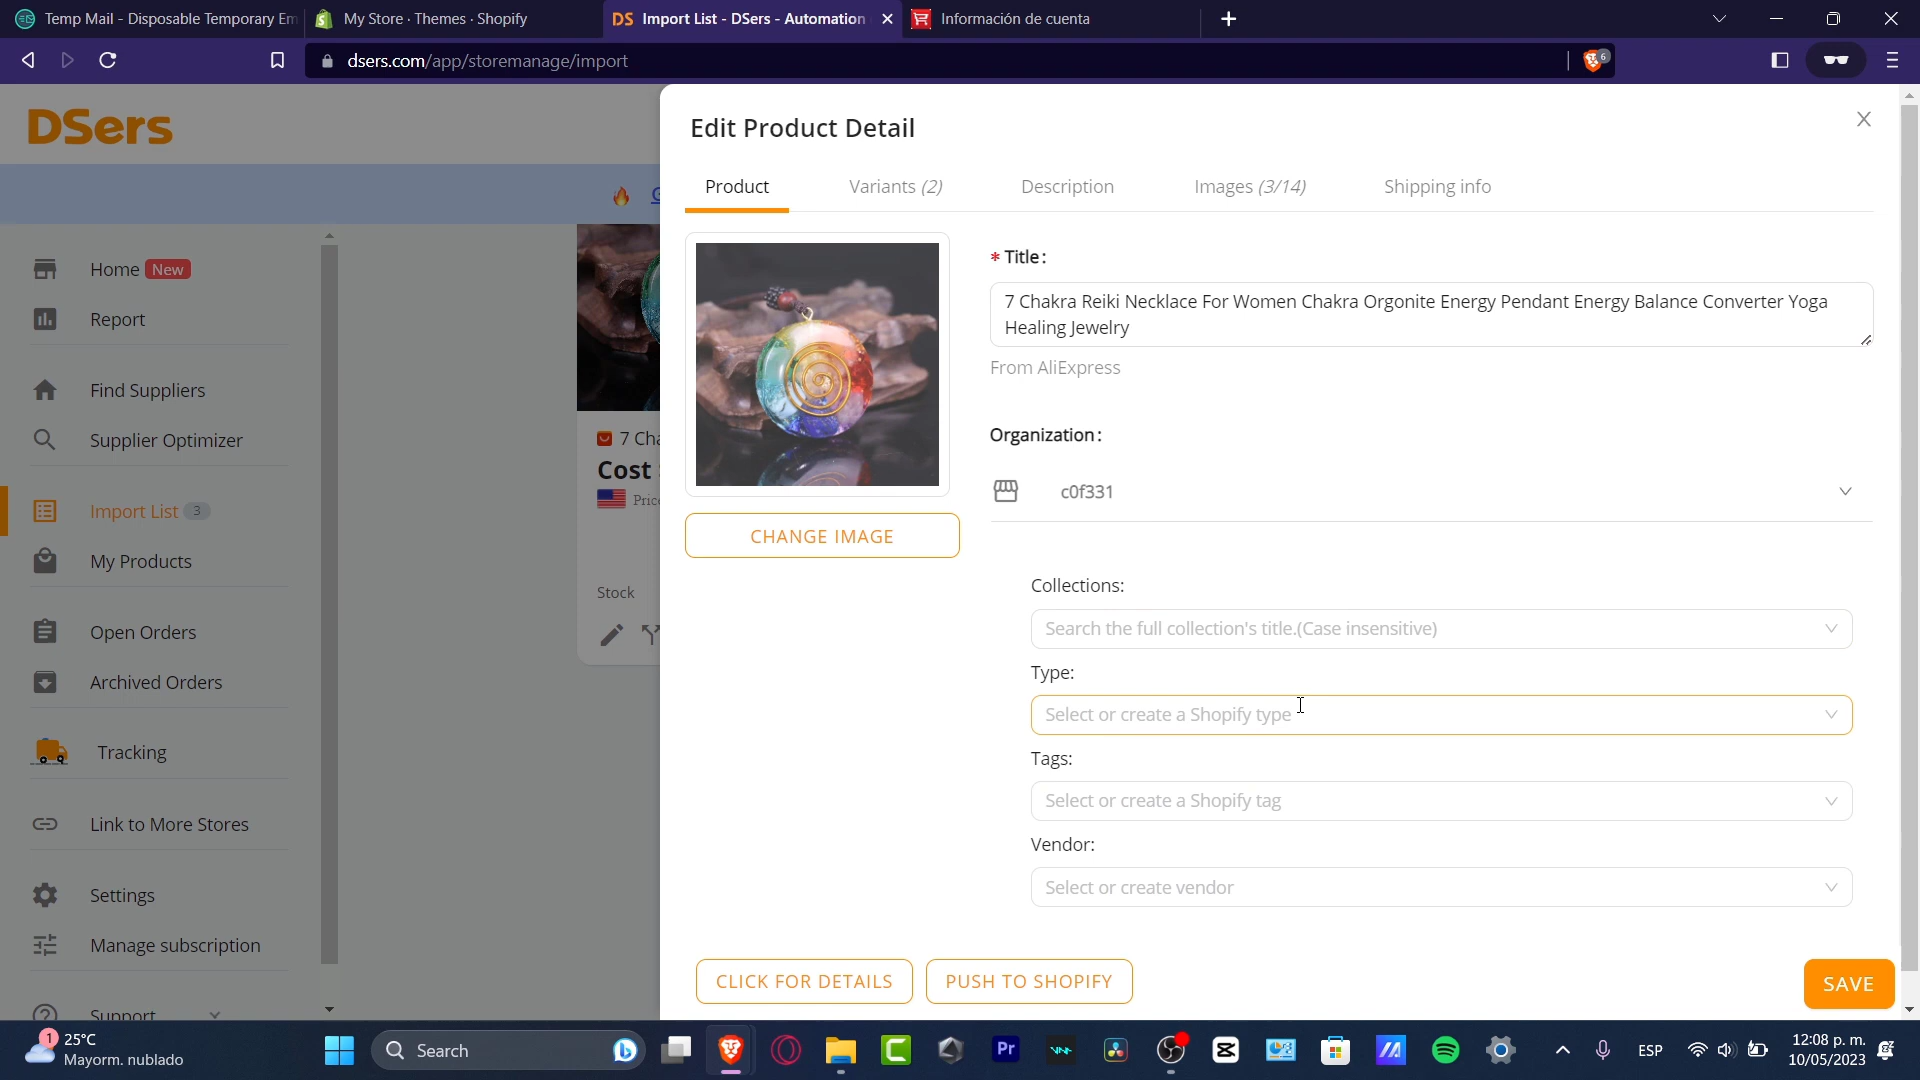 Temp Mail - Disposable Temporary Em
My Store · Themes · Shopify
DS Import List - DSers - Automation
Información de cuenta
dsers.com/app/storemanage/import
6
DSers
Edit Product Detail
Product
Variants (2)
Description
Images (3/14)
Shipping info
G
Home New
Report
Find Suppliers
Supplier Optimizer
Import List 3
My Products
Open Orders
Archived Orders
Tracking
Link to More Stores
Settings
Manage subscription
Support
7 Cha
Cost
Pric
Stock
CHANGE IMAGE
* Title:
7 Chakra Reiki Necklace For Women Chakra Orgonite Energy Pendant Energy Balance Converter Yoga
Healing Jewelry
From AliExpress
Organization:
c0f331
Collections:
Search the full collection's title.(Case insensitive)
Type:
Select or create a Shopify type
Tags:
Select or create a Shopify tag
Vendor:
Select or create vendor
CLICK FOR DETAILS
PUSH TO SHOPIFY
SAVE
1
25°C
Mayorm. nublado
Search
Pr
ESP
12:08 p. m.
10/05/2023